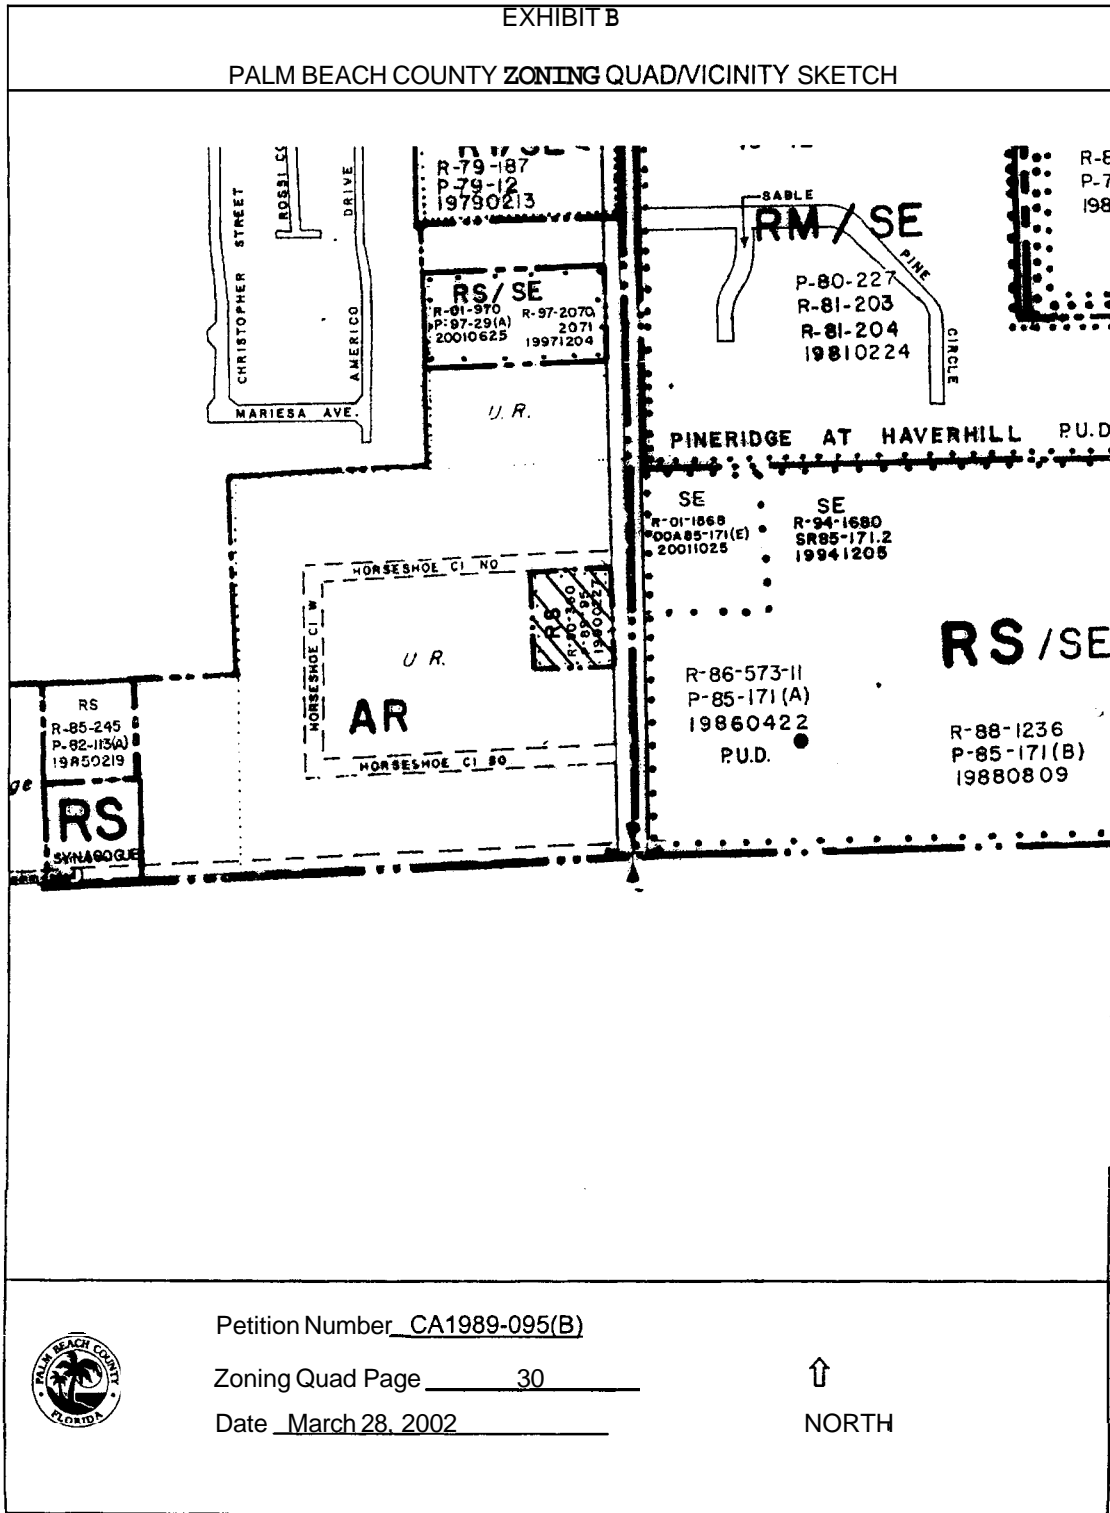 EXHIBIT B
PALM BEACH COUNTY ZONING QUAD/VICINITY SKETCH
R-79-187
P-79-12
19790213
CHRISTOPHER STREET
AMERICO DRIVE
MARIESA AVE.
RS/SE
R-01-970
P-97-29(A)
20010625
R-97-2070,
2071
19971204
U.R.
SABLE
RM / SE
PINE
CIRCLE
P-80-227
R-81-203
R-81-204
19810224
PINERIDGE AT HAVERHILL P.U.D
SE
R-01-1868
DOA85-171(E)
20011025
SE
R-94-1680
SR85-171.2
19941205
HORSESHOE CI NO
HORSESHOE CI W
HORSESHOE CI SO
RS
U R.
AR
RS /SE
R-86-573-11
P-85-171(A)
19860422
P.U.D.
R-88-1236
P-85-171(B)
19880809
RS
R-85-245
P-82-113(A)
19850219
RS
SYNAGOGUE
PALM BEACH COUNTY
FLORIDA
Petition Number CA1989-095(B)
Zoning Quad Page 30
Date March 28, 2002
NORTH